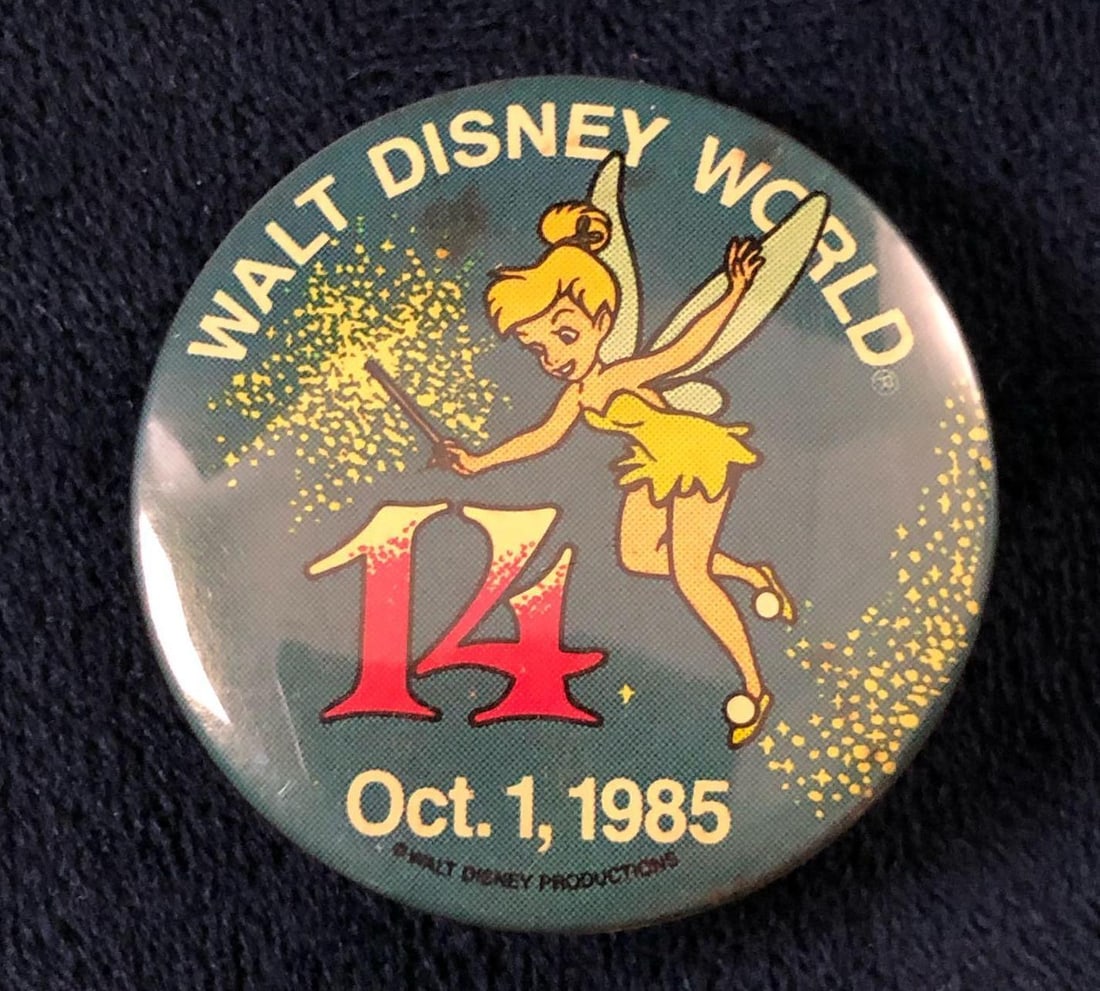 WALT DISNEY WORLD®
14
Oct. 1, 1985
©WALT DISNEY PRODUCTIONS